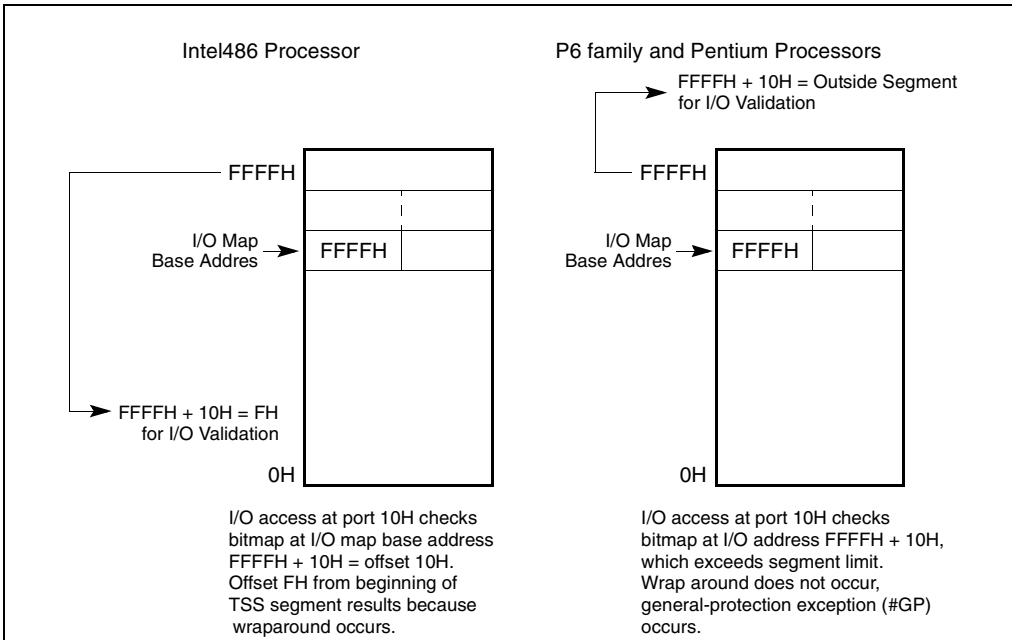 Intel486 Processor
P6 family and Pentium Processors
FFFFH + 10H = Outside Segment
for I/O Validation
FFFFH
FFFFH
I/O Map
Base Addres
FFFFH
I/O Map
Base Addres
FFFFH
FFFFH + 10H = FH
for I/O Validation
0H
0H
I/O access at port 10H checks
bitmap at I/O map base address
FFFFH + 10H = offset 10H.
Offset FH from beginning of
TSS segment results because
wraparound occurs.
I/O access at port 10H checks
bitmap at I/O address FFFFH + 10H,
which exceeds segment limit.
Wrap around does not occur,
general-protection exception (#GP)
occurs.